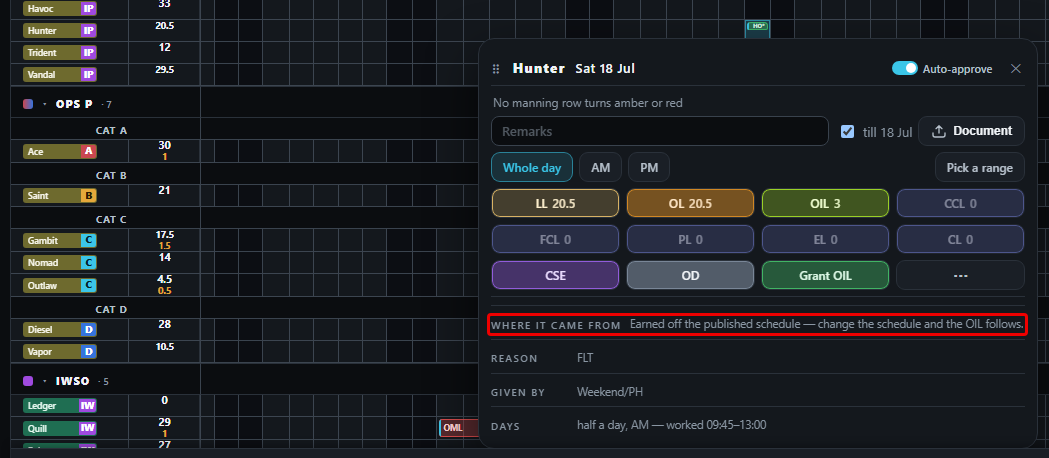 Havoc IP 33
Hunter IP 20.5
HO*
Trident IP 12
Vandal IP 29.5
OPS P · 7
CAT A
Ace A 30
1
CAT B
Saint B 21
CAT C
Gambit C 17.5
1.5
Nomad C 14
Outlaw C 4.5
0.5
CAT D
Diesel D 28
Vapor D 10.5
IWSO · 5
Ledger IW 0
Quill IW 29
1
OML
27
Hunter Sat 18 Jul Auto-approve ×
No manning row turns amber or red
Remarks till 18 Jul Document
Whole day AM PM Pick a range
LL 20.5 OL 20.5 OIL 3 CCL 0
FCL 0 PL 0 EL 0 CL 0
CSE OD Grant OIL ---
WHERE IT CAME FROM Earned off the published schedule — change the schedule and the OIL follows.
REASON FLT
GIVEN BY Weekend/PH
DAYS half a day, AM — worked 09:45–13:00